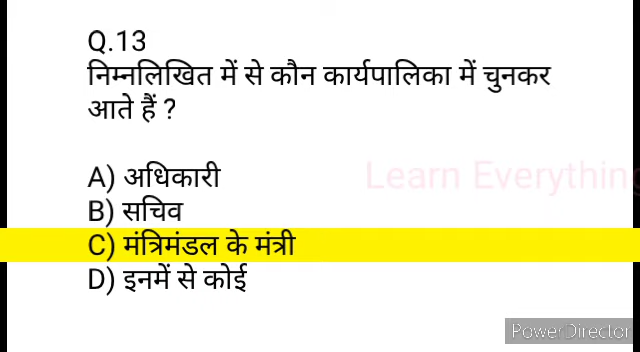 Q.13
निम्नलिखित में से कौन कार्यपालिका में चुनकर
आते हैं ?
A) अधिकारी
Learn Everything
B) सचिव
C) मंत्रिमंडल के मंत्री
D) इनमें से कोई
PowerDirector